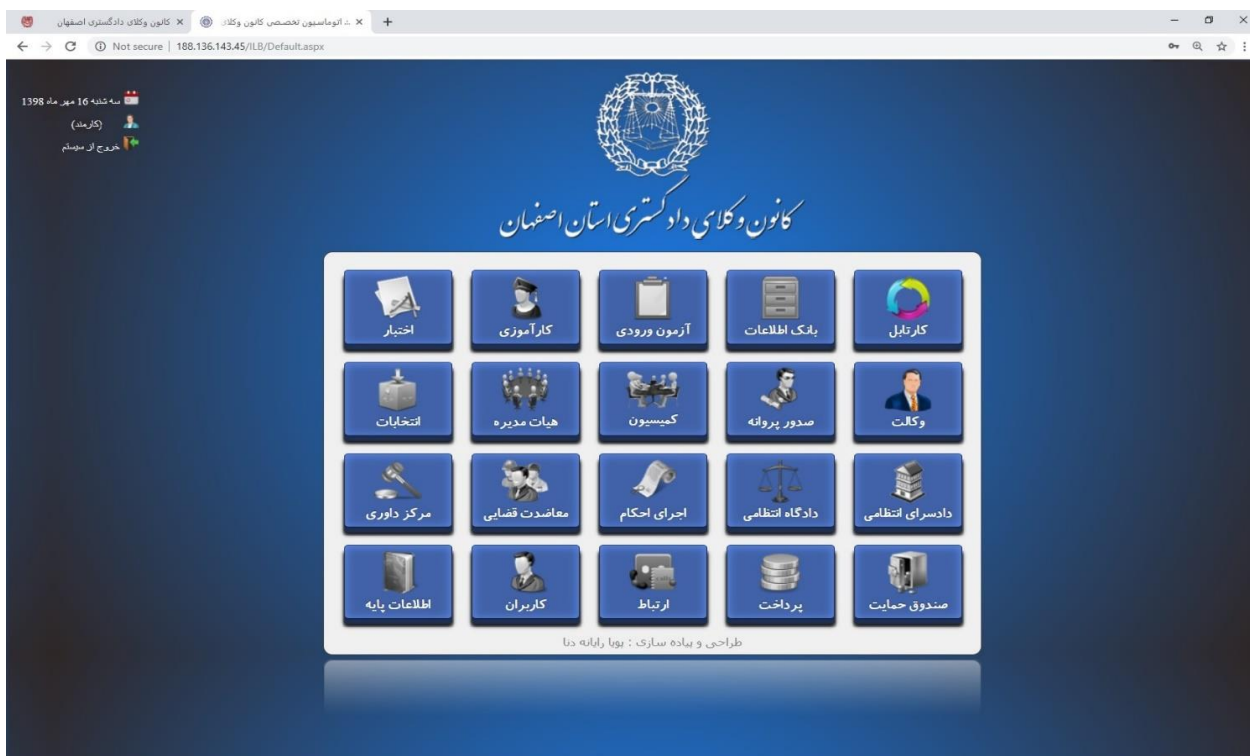 کانون وکلای دادگستری اصفهان
اتوماسیون تخصصی کانون وکلا
Not secure | 188.136.143.45/ILB/Default.aspx
سه شنبه 16 مهر ماه 1398
(کارمند)
خروج از سیستم
کانون وکلای دادگستری استان اصفهان
کارتابل
بانک اطلاعات
آزمون ورودی
کارآموزی
اختبار
وکالت
صدور پروانه
کمیسیون
هیات مدیره
انتخابات
دادسرای انتظامی
دادگاه انتظامی
اجرای احکام
معاضدت قضایی
مرکز داوری
صندوق حمایت
پرداخت
ارتباط
کاربران
اطلاعات پایه
طراحی و پیاده سازی : پویا رایانه دنا